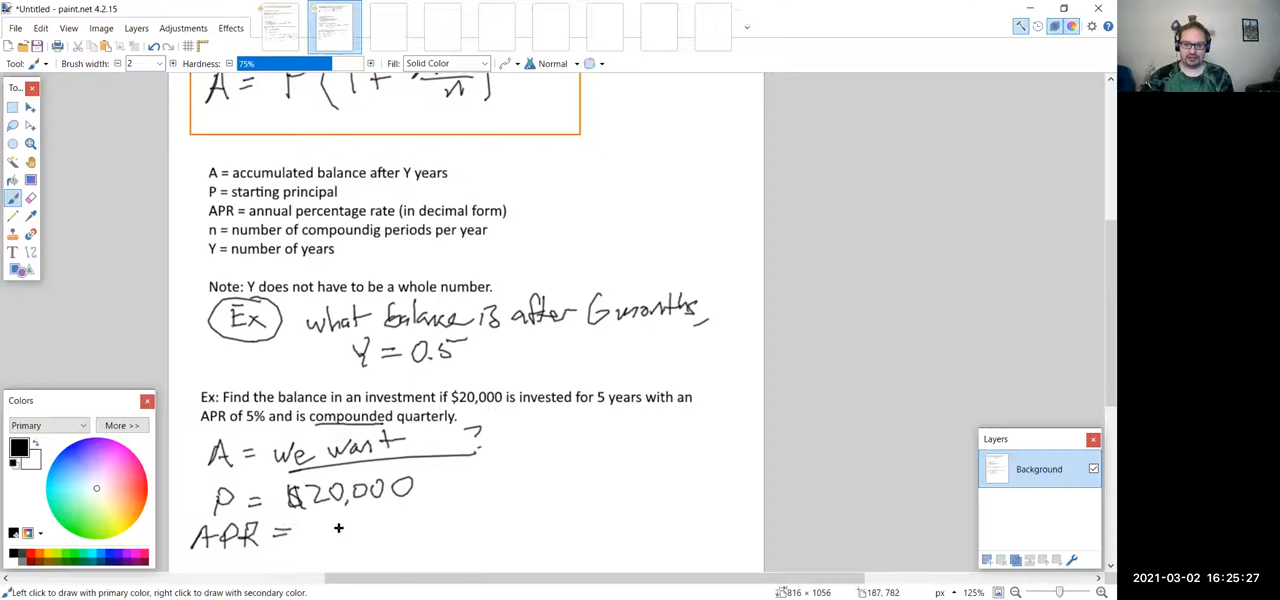 *Untitled - paint.net 4.2.15
File Edit View Image Layers Adjustments Effects
Tool: Brush width: 2 Hardness: 75% Fill: Solid Color Normal
To...
A = P (1 + n )
A = accumulated balance after Y years
P = starting principal
APR = annual percentage rate (in decimal form)
n = number of compoundig periods per year
Y = number of years
Note: Y does not have to be a whole number.
Ex what balance is after 6 months,
Y = 0.5
Ex: Find the balance in an investment if $20,000 is invested for 5 years with an
APR of 5% and is compounded quarterly.
A = we want ?
P = $20,000
APR =
Colors
Primary More >>
Layers
Background
Left click to draw with primary color, right click to draw with secondary color. 816 x 1056 187, 782 px 125%
2021-03-02 16:25:27